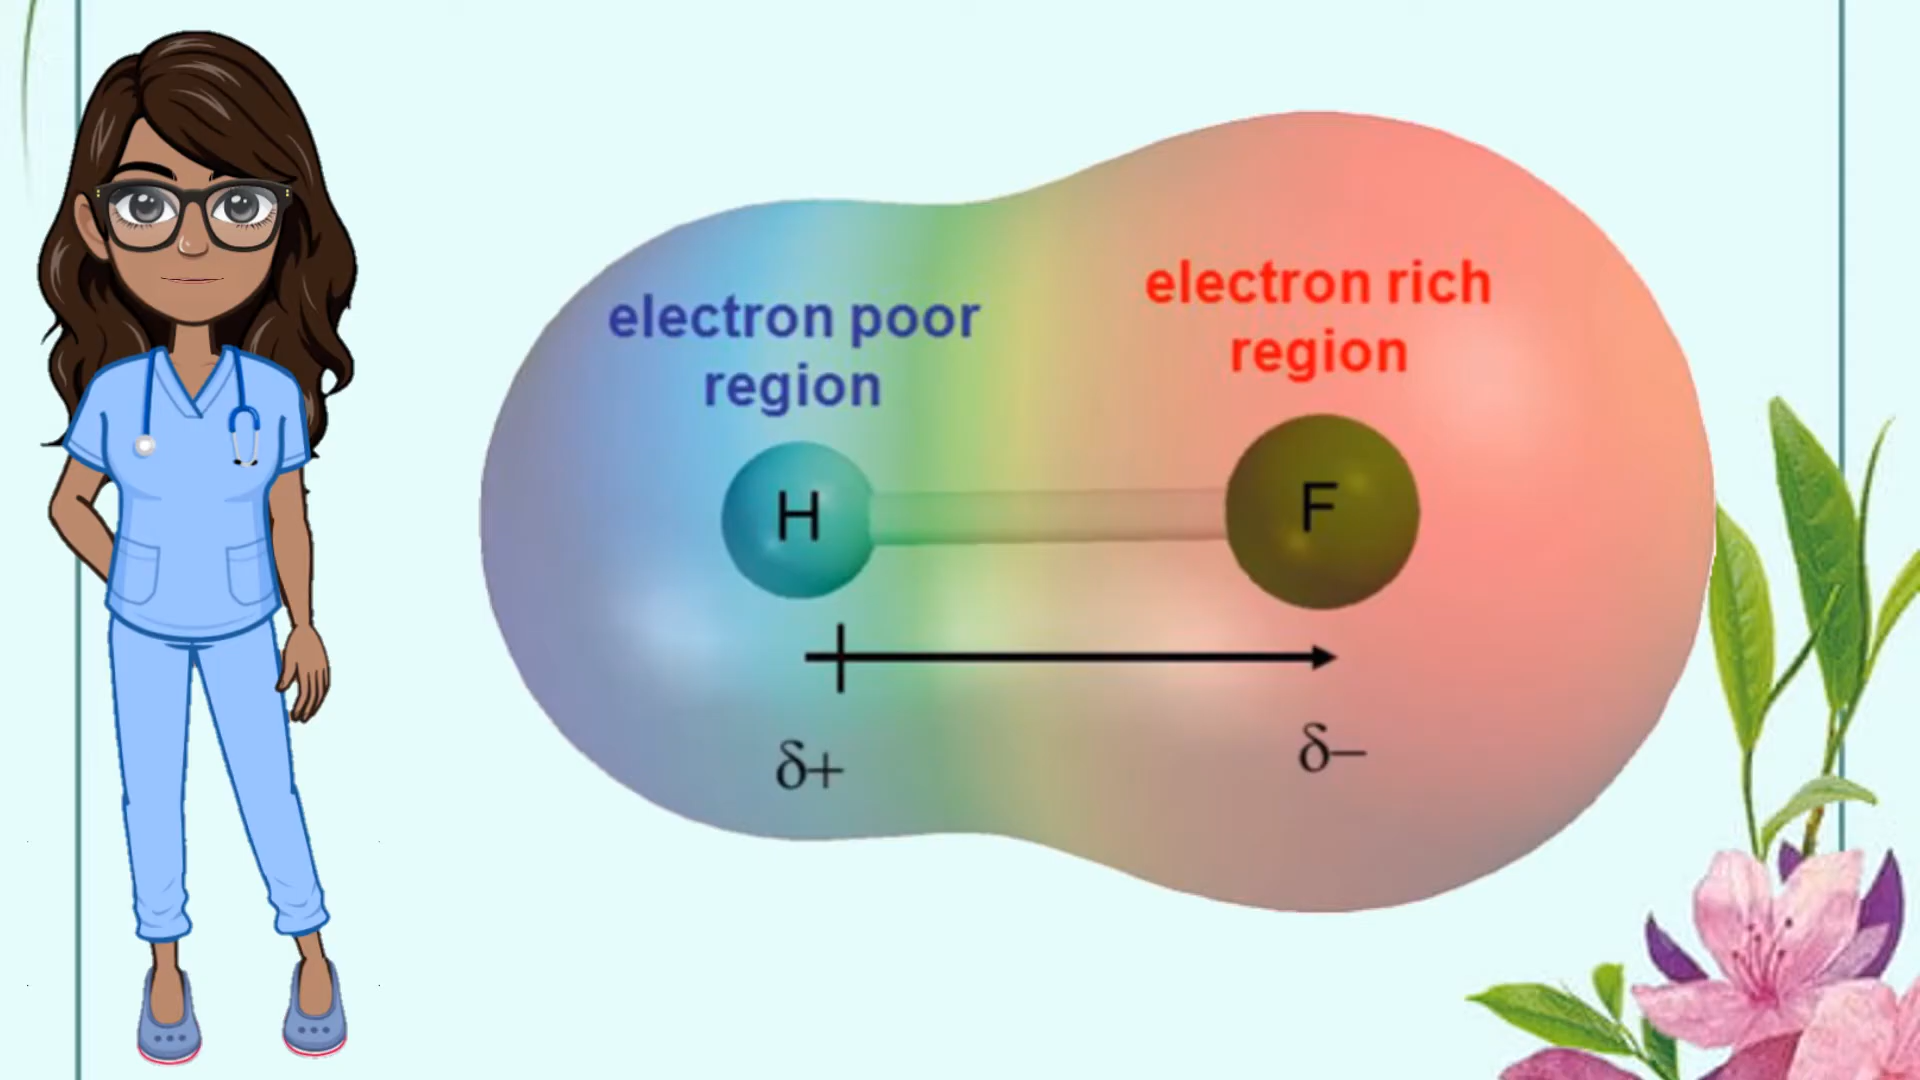 electron poor
region
electron rich
region
H
F
δ+
δ−